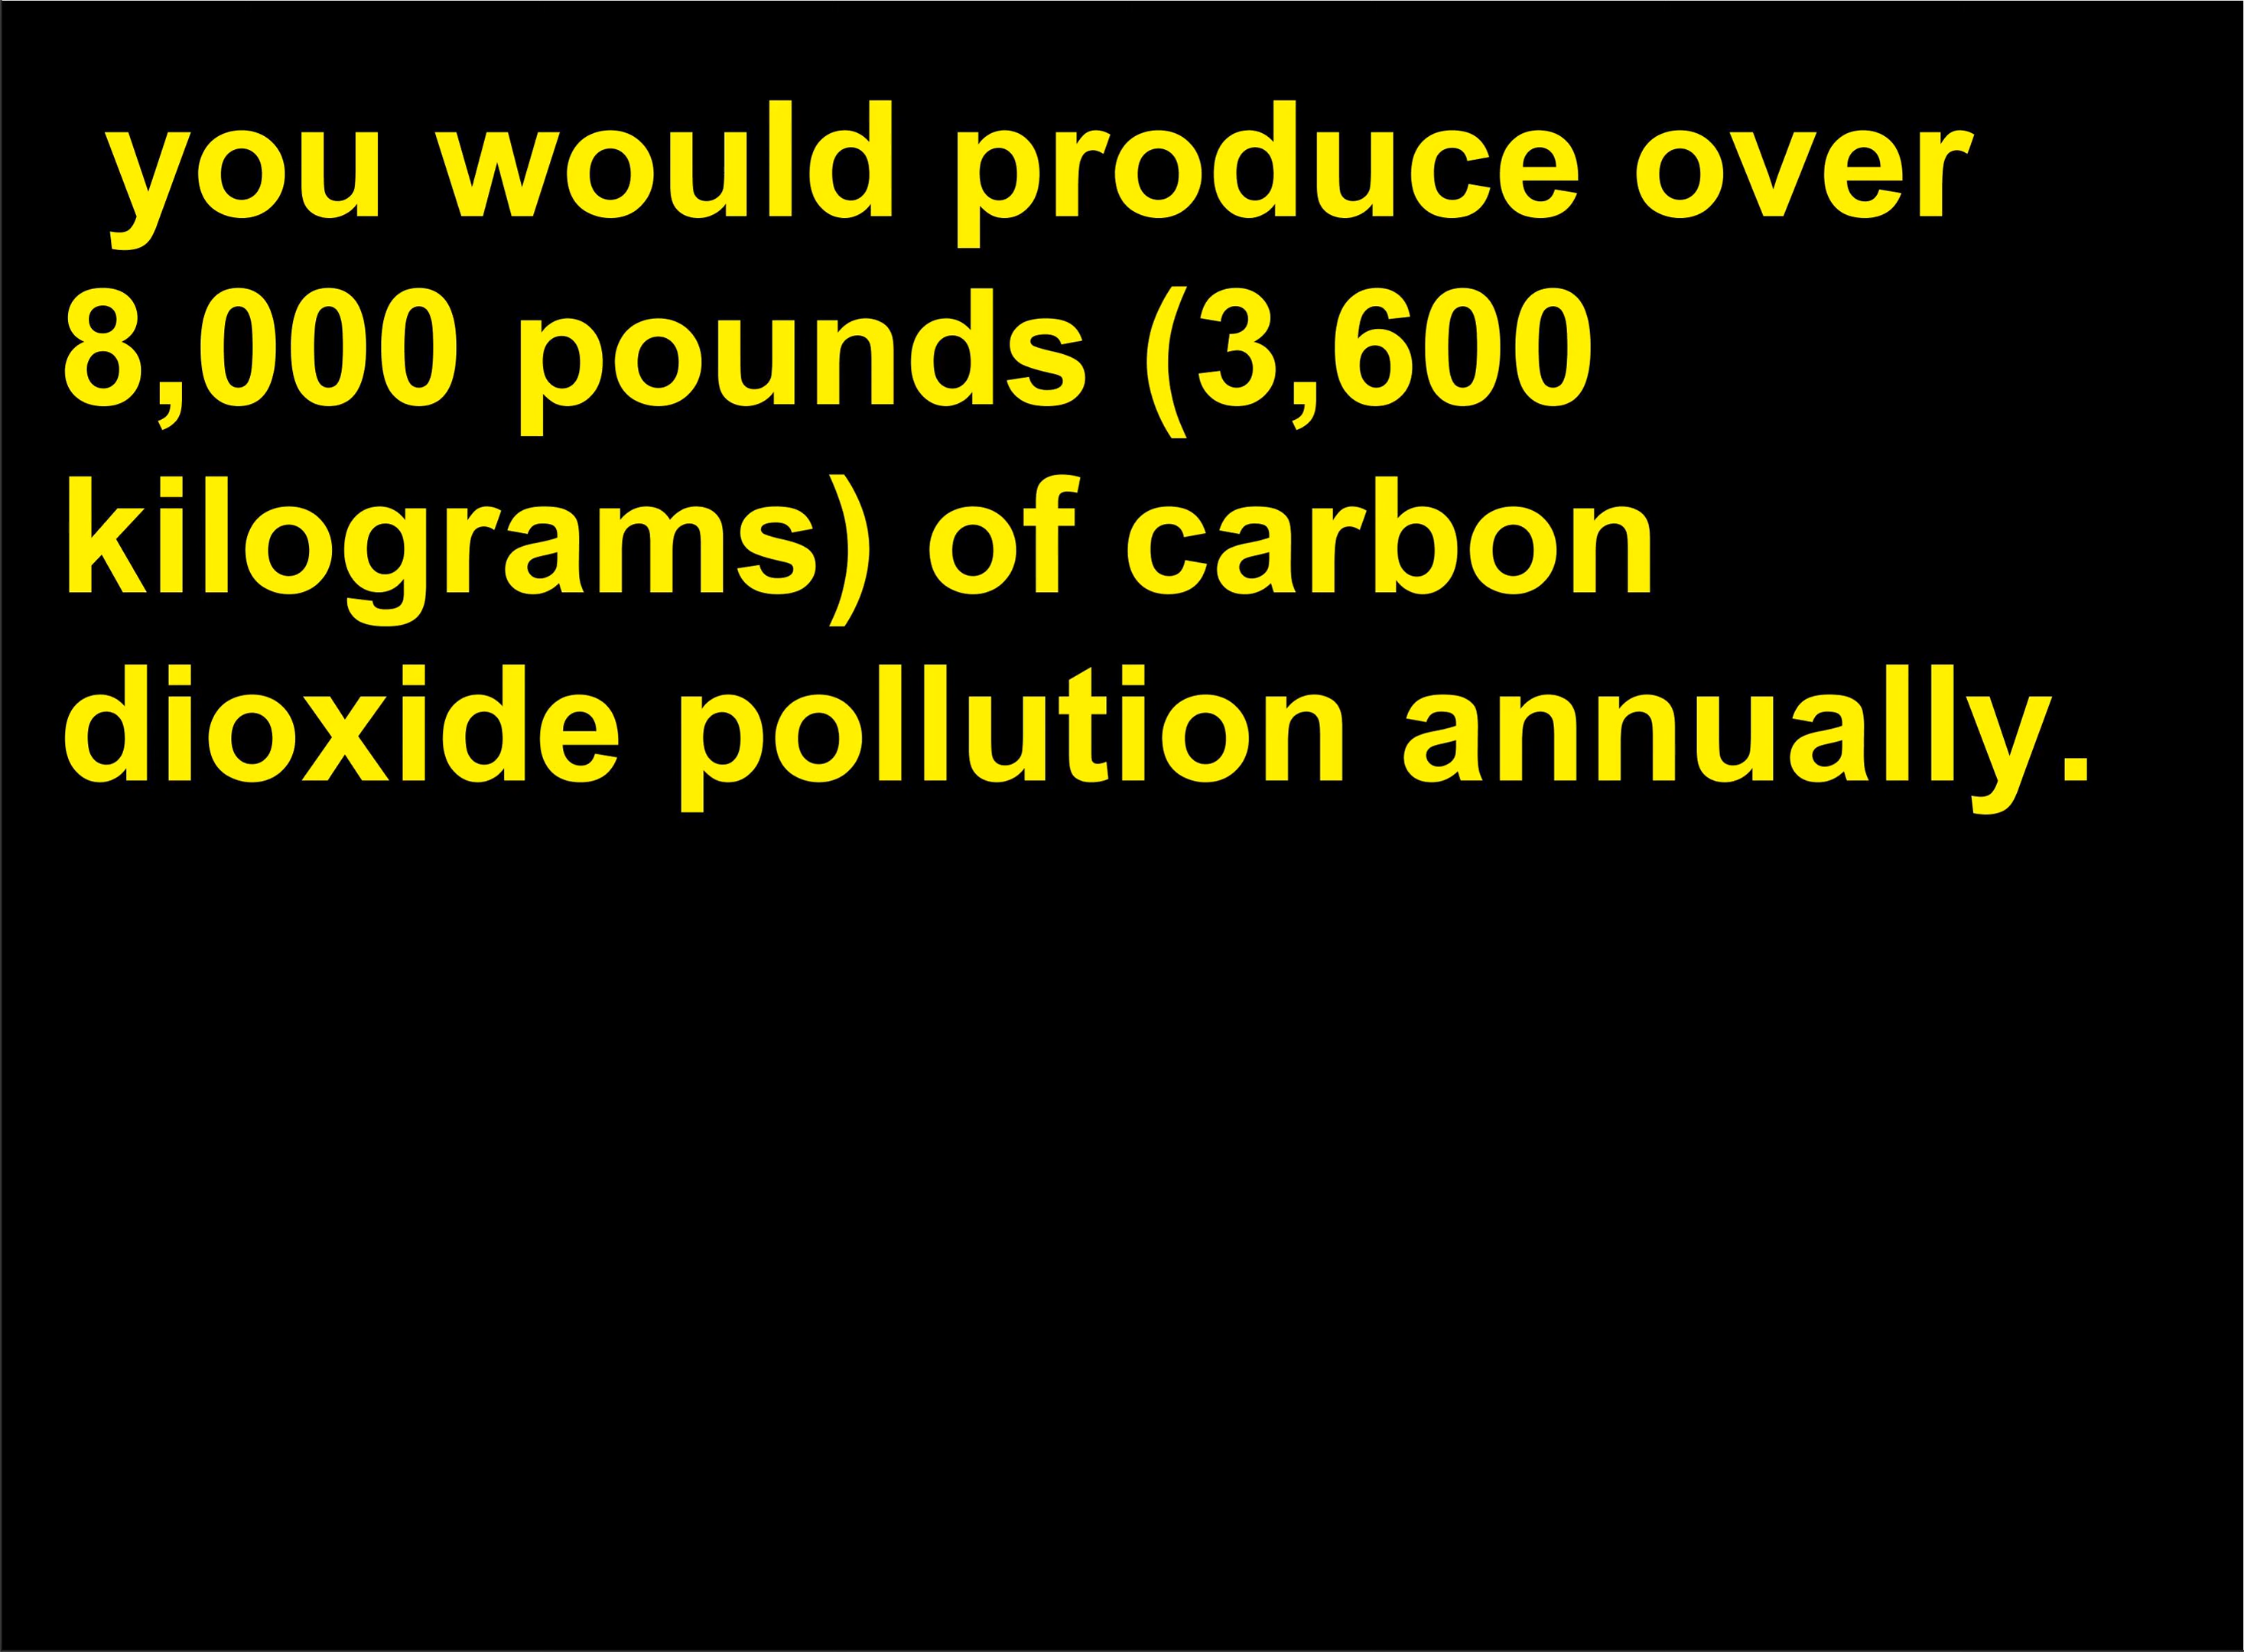 you would produce over
8,000 pounds (3,600
kilograms) of carbon
dioxide pollution annually.